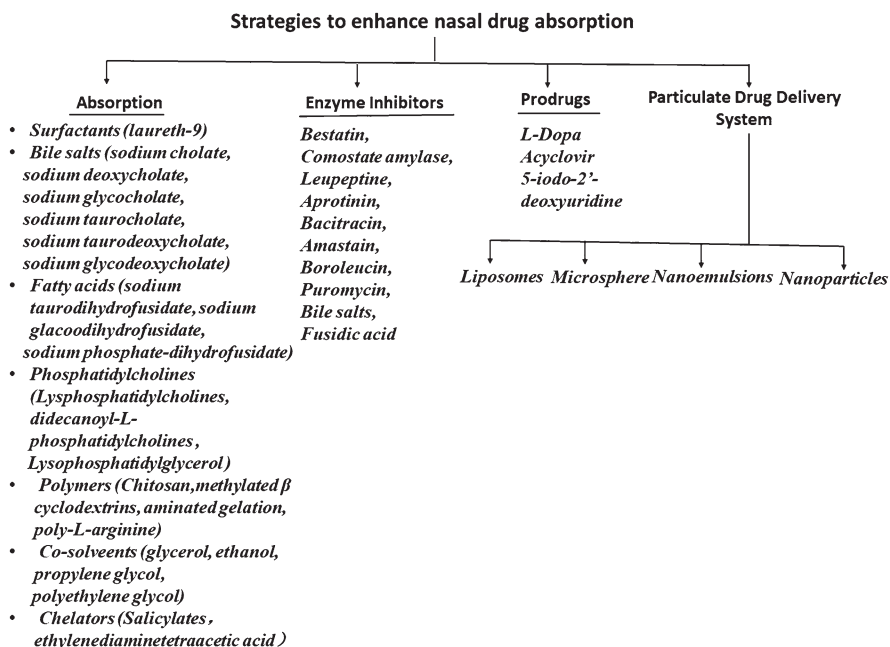 Strategies to enhance nasal drug absorption
Absorption
• Surfactants (laureth-9)
• Bile salts (sodium cholate,
sodium deoxycholate,
sodium glycocholate,
sodium taurocholate,
sodium taurodeoxycholate,
sodium glycodeoxycholate)
• Fatty acids (sodium
taurodihydrofusidate, sodium
glacoodihydrofusidate,
sodium phosphate-dihydrofusidate)
• Phosphatidylcholines
(Lysphosphatidylcholines,
didecanoyl-L-
phosphatidylcholines,
Lysophosphatidylglycerol)
• Polymers (Chitosan,methylated β
cyclodextrins, aminated gelation,
poly-L-arginine)
• Co-solveents (glycerol, ethanol,
propylene glycol,
polyethylene glycol)
• Chelators (Salicylates,
ethylenediaminetetraacetic acid)
Enzyme Inhibitors
Bestatin,
Comostate amylase,
Leupeptine,
Aprotinin,
Bacitracin,
Amastain,
Boroleucin,
Puromycin,
Bile salts,
Fusidic acid
Prodrugs
L-Dopa
Acyclovir
5-iodo-2'-
deoxyuridine
Particulate Drug Delivery
System
Liposomes Microsphere Nanoemulsions Nanoparticles